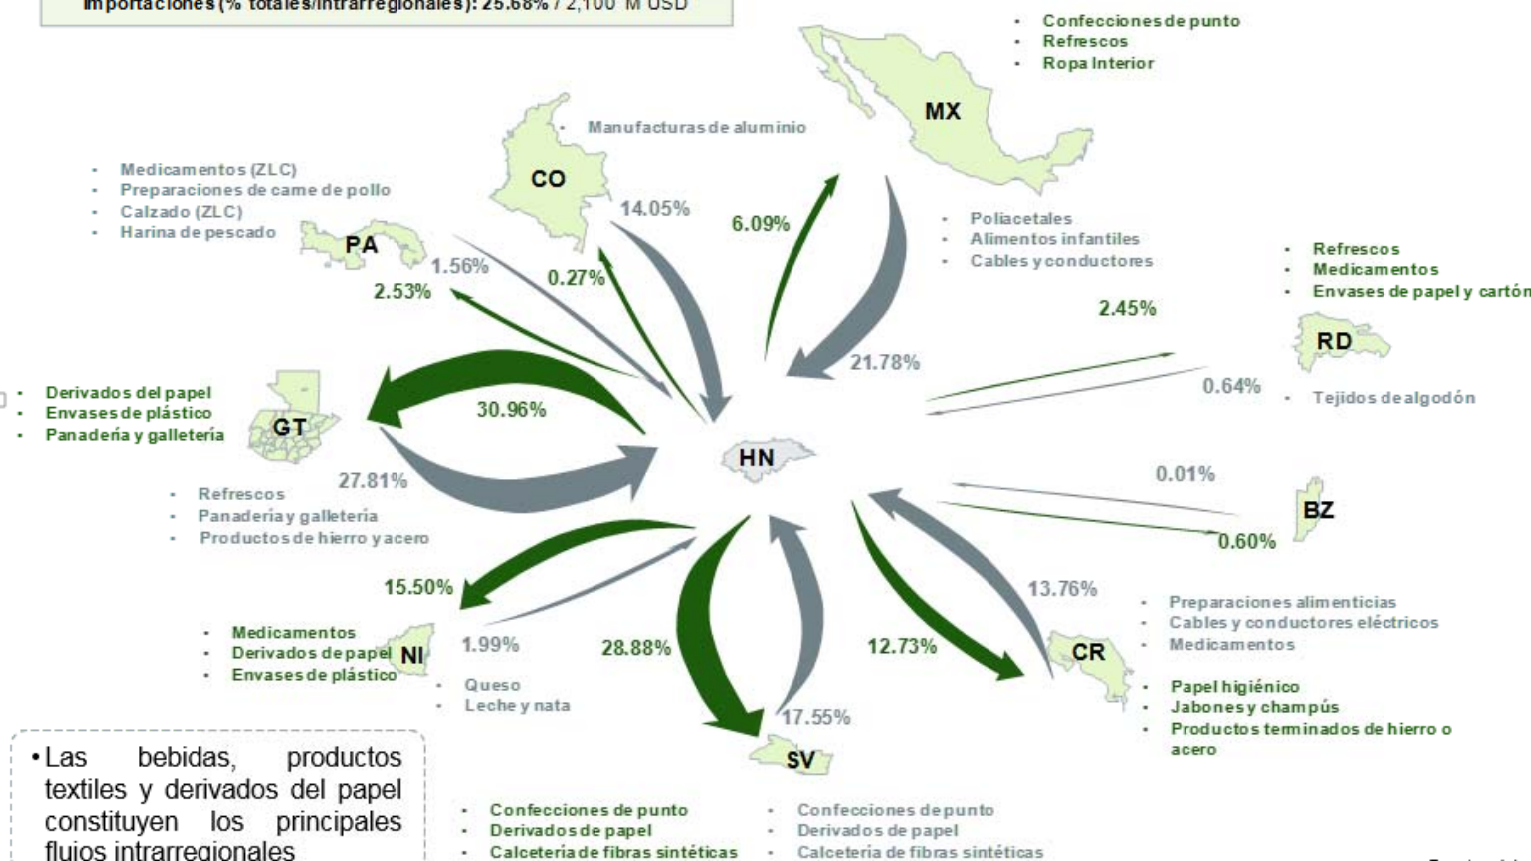 Importaciones (% totales/intrarregionales): 25.68% / 2,100 M USD
• Confecciones de punto
• Refrescos
• Ropa Interior
MX
• Manufacturas de aluminio
CO
• Medicamentos (ZLC)
• Preparaciones de carne de pollo
• Calzado (ZLC)
• Harina de pescado
PA
14.05%
6.09%
• Poliacetales
• Alimentos infantiles
• Cables y conductores
1.56%
0.27%
2.53%
• Refrescos
• Medicamentos
• Envases de papel y cartón
2.45%
RD
21.78%
0.64%
• Tejidos de algodón
• Derivados del papel
• Envases de plástico
• Panadería y galletería
GT
30.96%
HN
27.81%
• Refrescos
• Panadería y galletería
• Productos de hierro y acero
0.01%
BZ
0.60%
15.50%
13.76%
• Medicamentos
• Derivados de papel
• Envases de plástico
NI
1.99%
• Queso
• Leche y nata
28.88%
12.73%
CR
• Preparaciones alimenticias
• Cables y conductores eléctricos
• Medicamentos
• Papel higiénico
• Jabones y champús
• Productos terminados de hierro o
acero
17.55%
SV
• Las bebidas, productos
textiles y derivados del papel
constituyen los principales
flujos intrarregionales
• Confecciones de punto
• Derivados de papel
• Calcetería de fibras sintéticas
• Confecciones de punto
• Derivados de papel
• Calcetería de fibras sintéticas